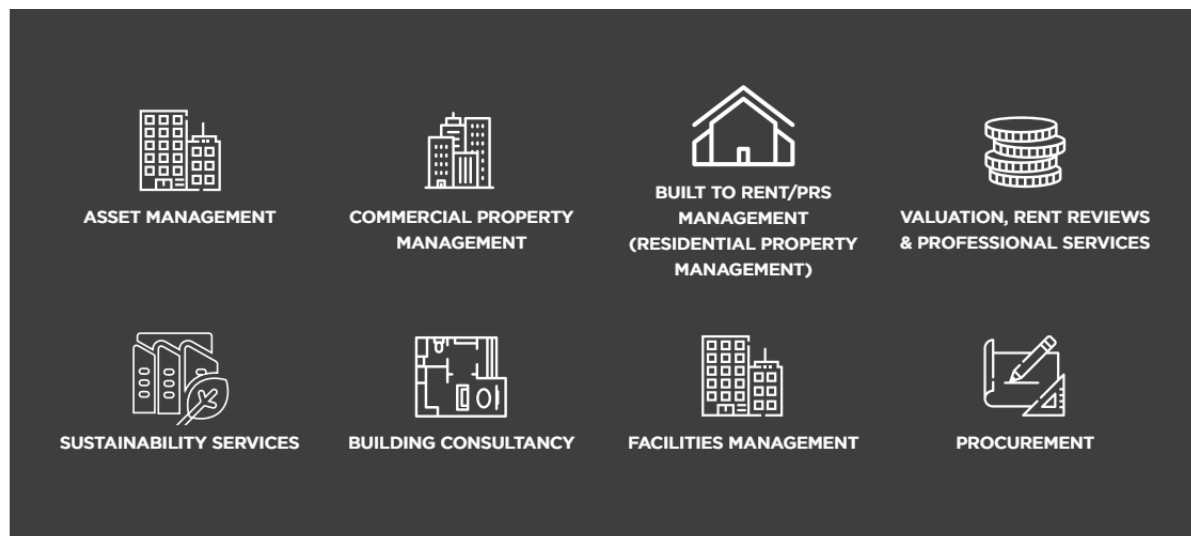 ASSET MANAGEMENT
COMMERCIAL PROPERTY
MANAGEMENT
BUILT TO RENT/PRS
MANAGEMENT
(RESIDENTIAL PROPERTY
MANAGEMENT)
VALUATION, RENT REVIEWS
& PROFESSIONAL SERVICES
SUSTAINABILITY SERVICES
BUILDING CONSULTANCY
FACILITIES MANAGEMENT
PROCUREMENT